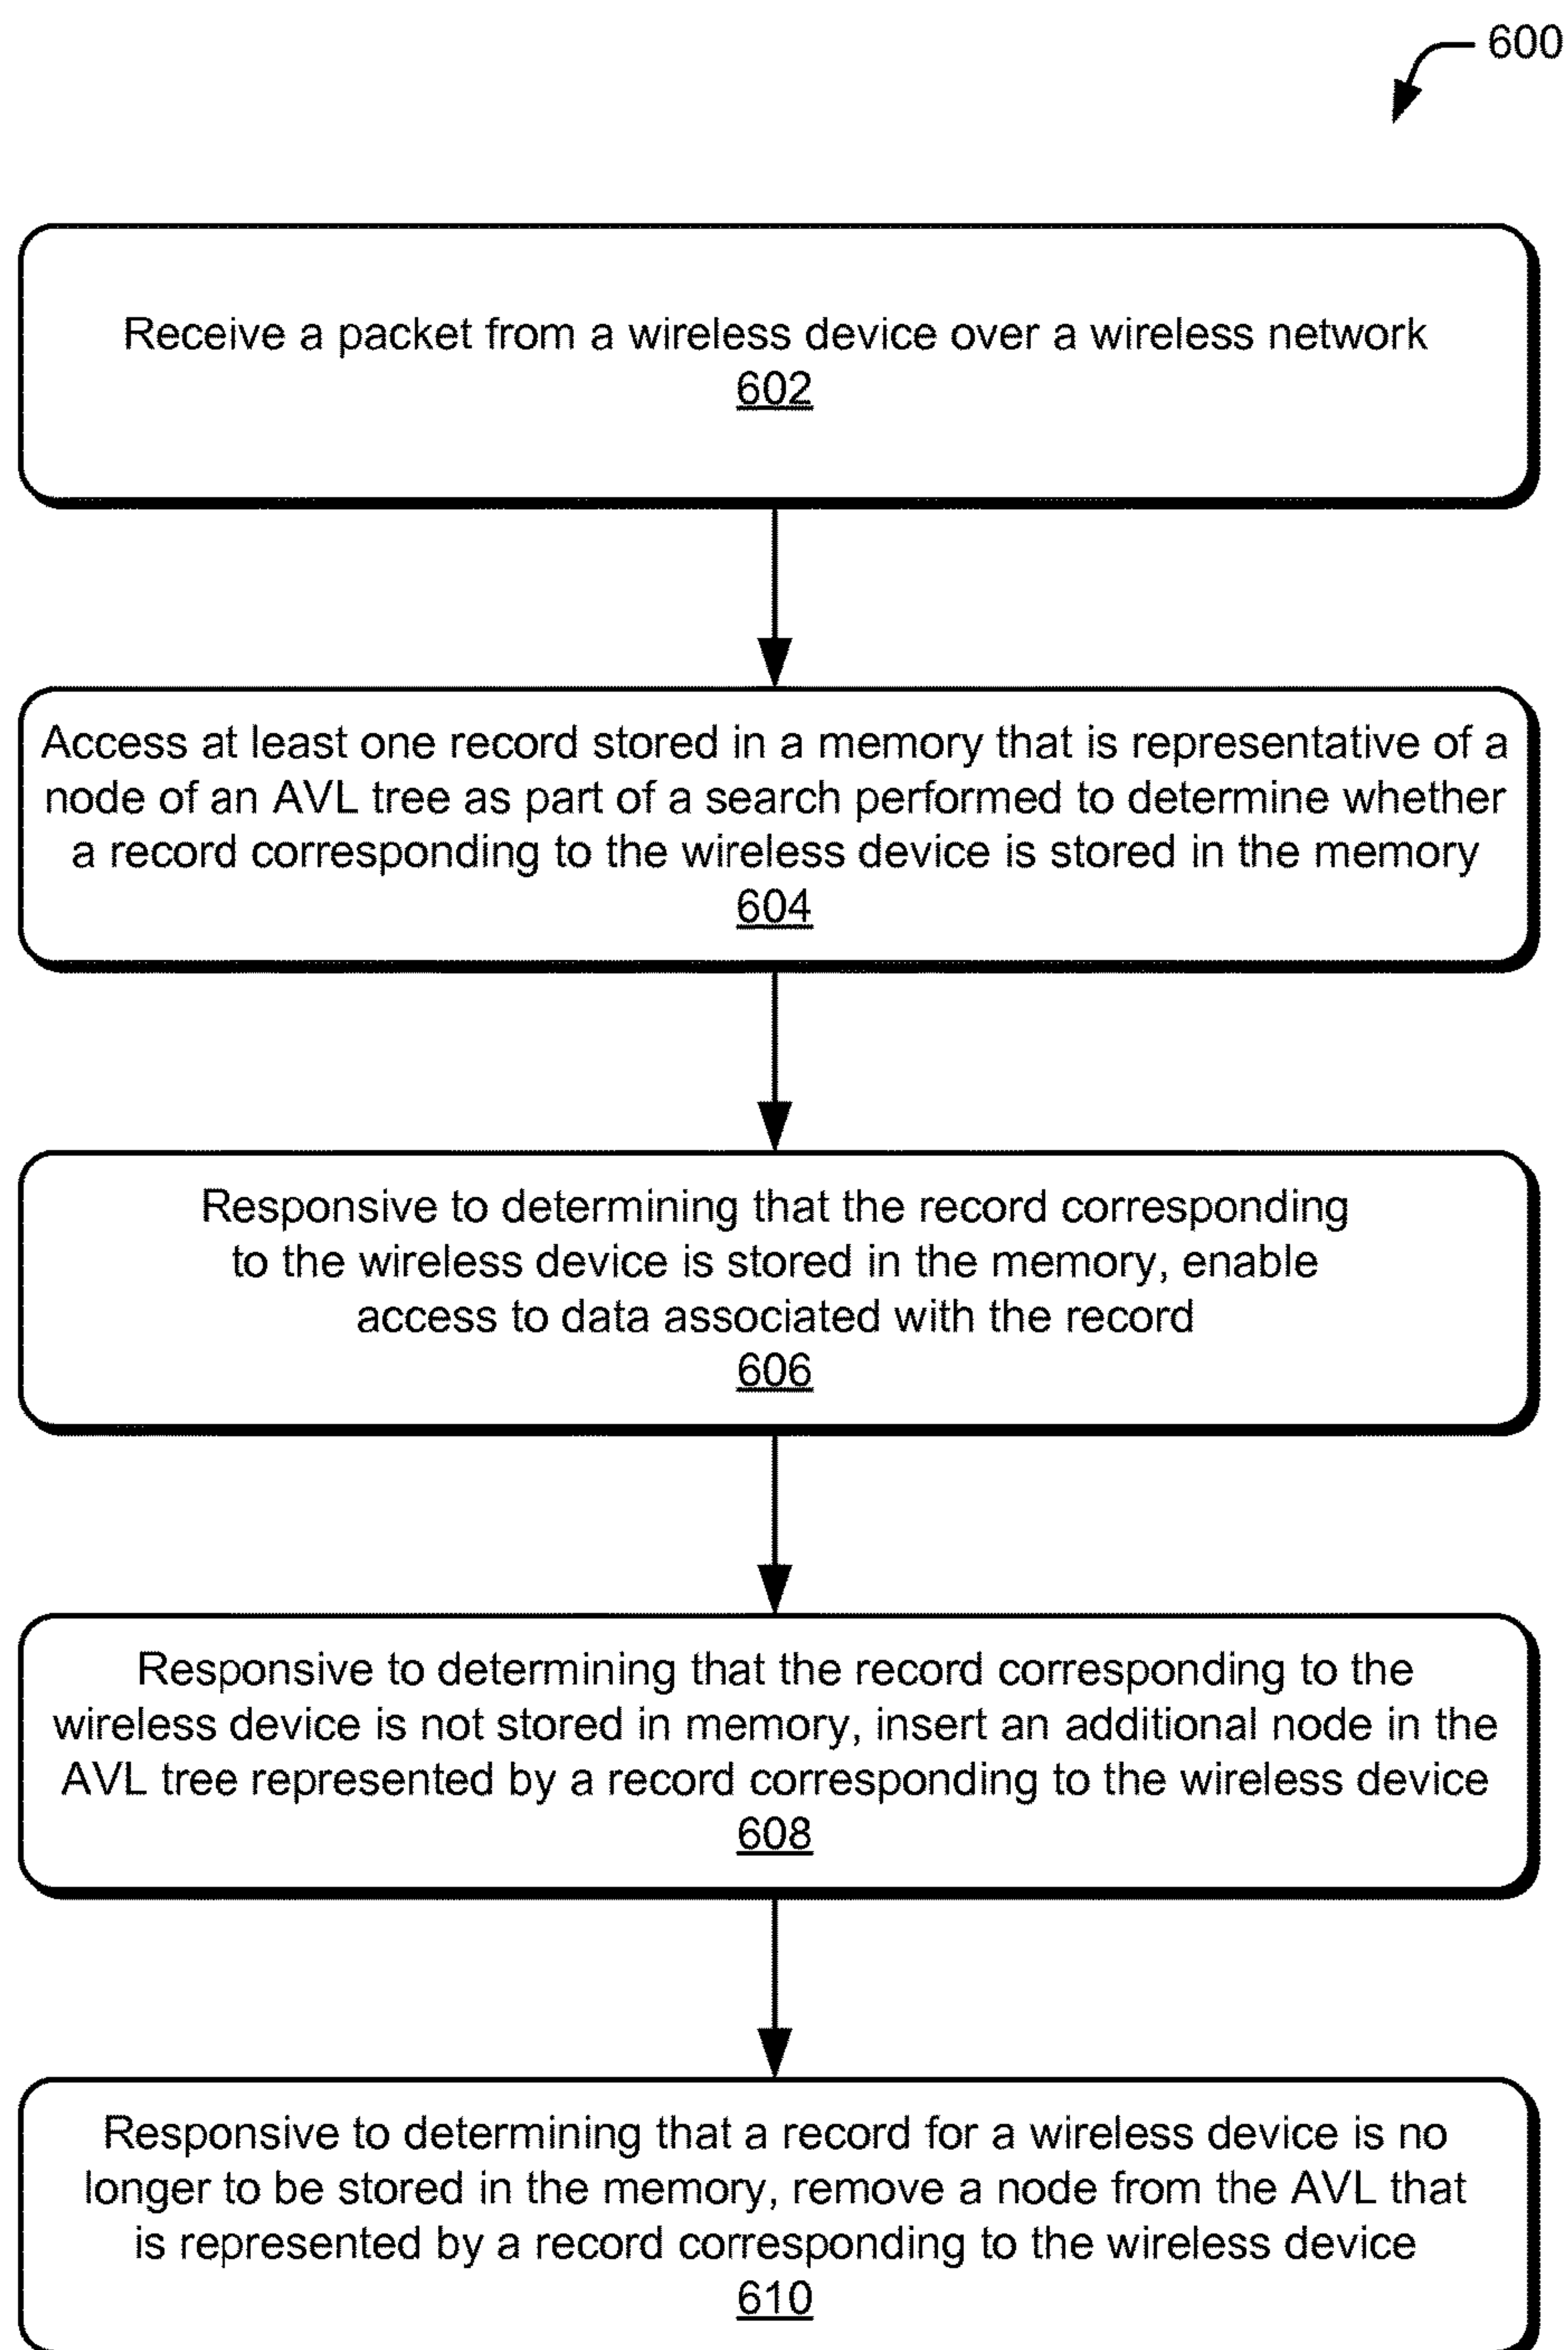 600
Receive a packet from a wireless device over a wireless network
602
Access at least one record stored in a memory that is representative of a
node of an AVL tree as part of a search performed to determine whether
a record corresponding to the wireless device is stored in the memory
604
Responsive to determining that the record corresponding
to the wireless device is stored in the memory, enable
access to data associated with the record
606
Responsive to determining that the record corresponding to the
wireless device is not stored in memory, insert an additional node in the
AVL tree represented by a record corresponding to the wireless device
608
Responsive to determining that a record for a wireless device is no
longer to be stored in the memory, remove a node from the AVL that
is represented by a record corresponding to the wireless device
610